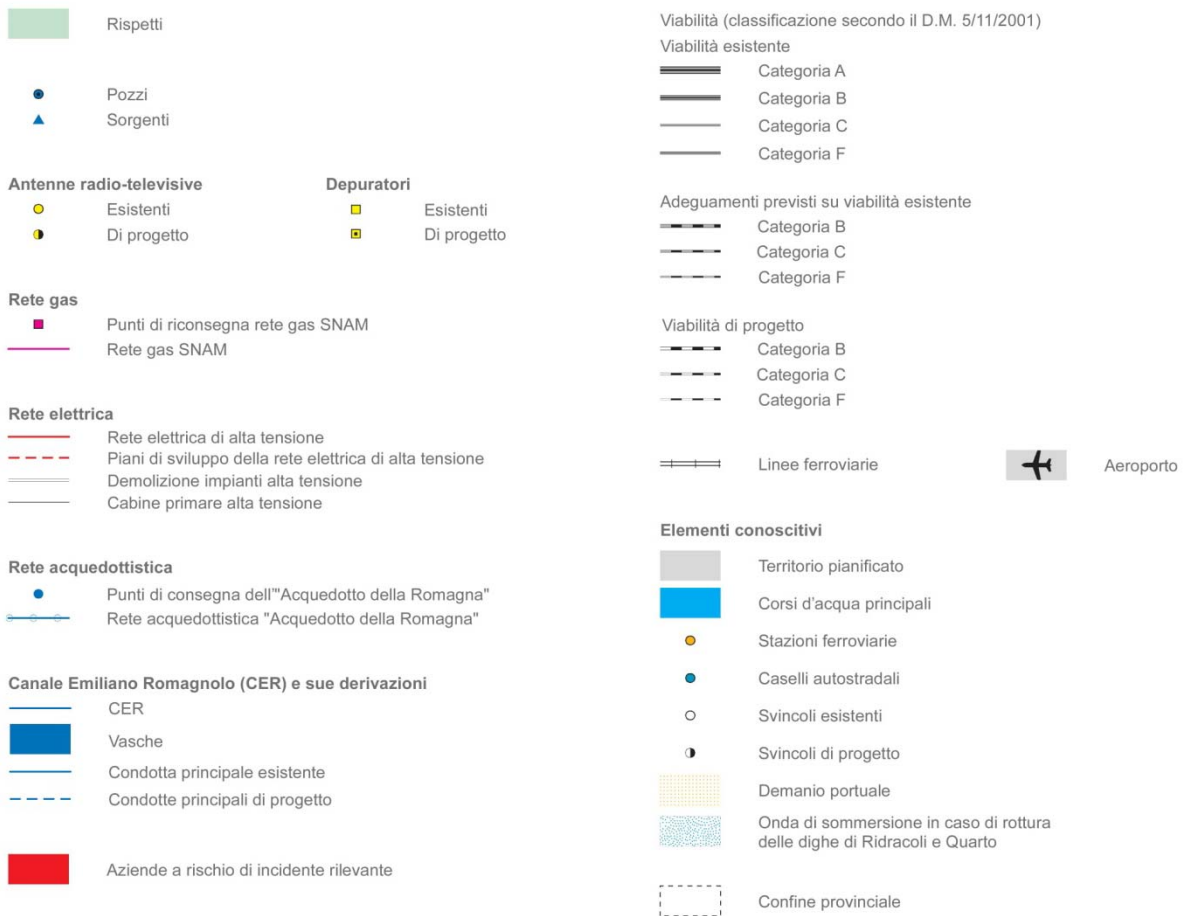 Rispetti
Pozzi
Sorgenti
Antenne radio-televisive
Esistenti
Di progetto
Depuratori
Esistenti
Di progetto
Rete gas
Punti di riconsegna rete gas SNAM
Rete gas SNAM
Rete elettrica
Rete elettrica di alta tensione
Piani di sviluppo della rete elettrica di alta tensione
Demolizione impianti alta tensione
Cabine primare alta tensione
Rete acquedottistica
Punti di consegna dell'"Acquedotto della Romagna"
Rete acquedottistica "Acquedotto della Romagna"
Canale Emiliano Romagnolo (CER) e sue derivazioni
CER
Vasche
Condotta principale esistente
Condotte principali di progetto
Aziende a rischio di incidente rilevante
Viabilità (classificazione secondo il D.M. 5/11/2001)
Viabilità esistente
Categoria A
Categoria B
Categoria C
Categoria F
Adeguamenti previsti su viabilità esistente
Categoria B
Categoria C
Categoria F
Viabilità di progetto
Categoria B
Categoria C
Categoria F
Linee ferroviarie
Aeroporto
Elementi conoscitivi
Territorio pianificato
Corsi d'acqua principali
Stazioni ferroviarie
Caselli autostradali
Svincoli esistenti
Svincoli di progetto
Demanio portuale
Onda di sommersione in caso di rottura
delle dighe di Ridracoli e Quarto
Confine provinciale